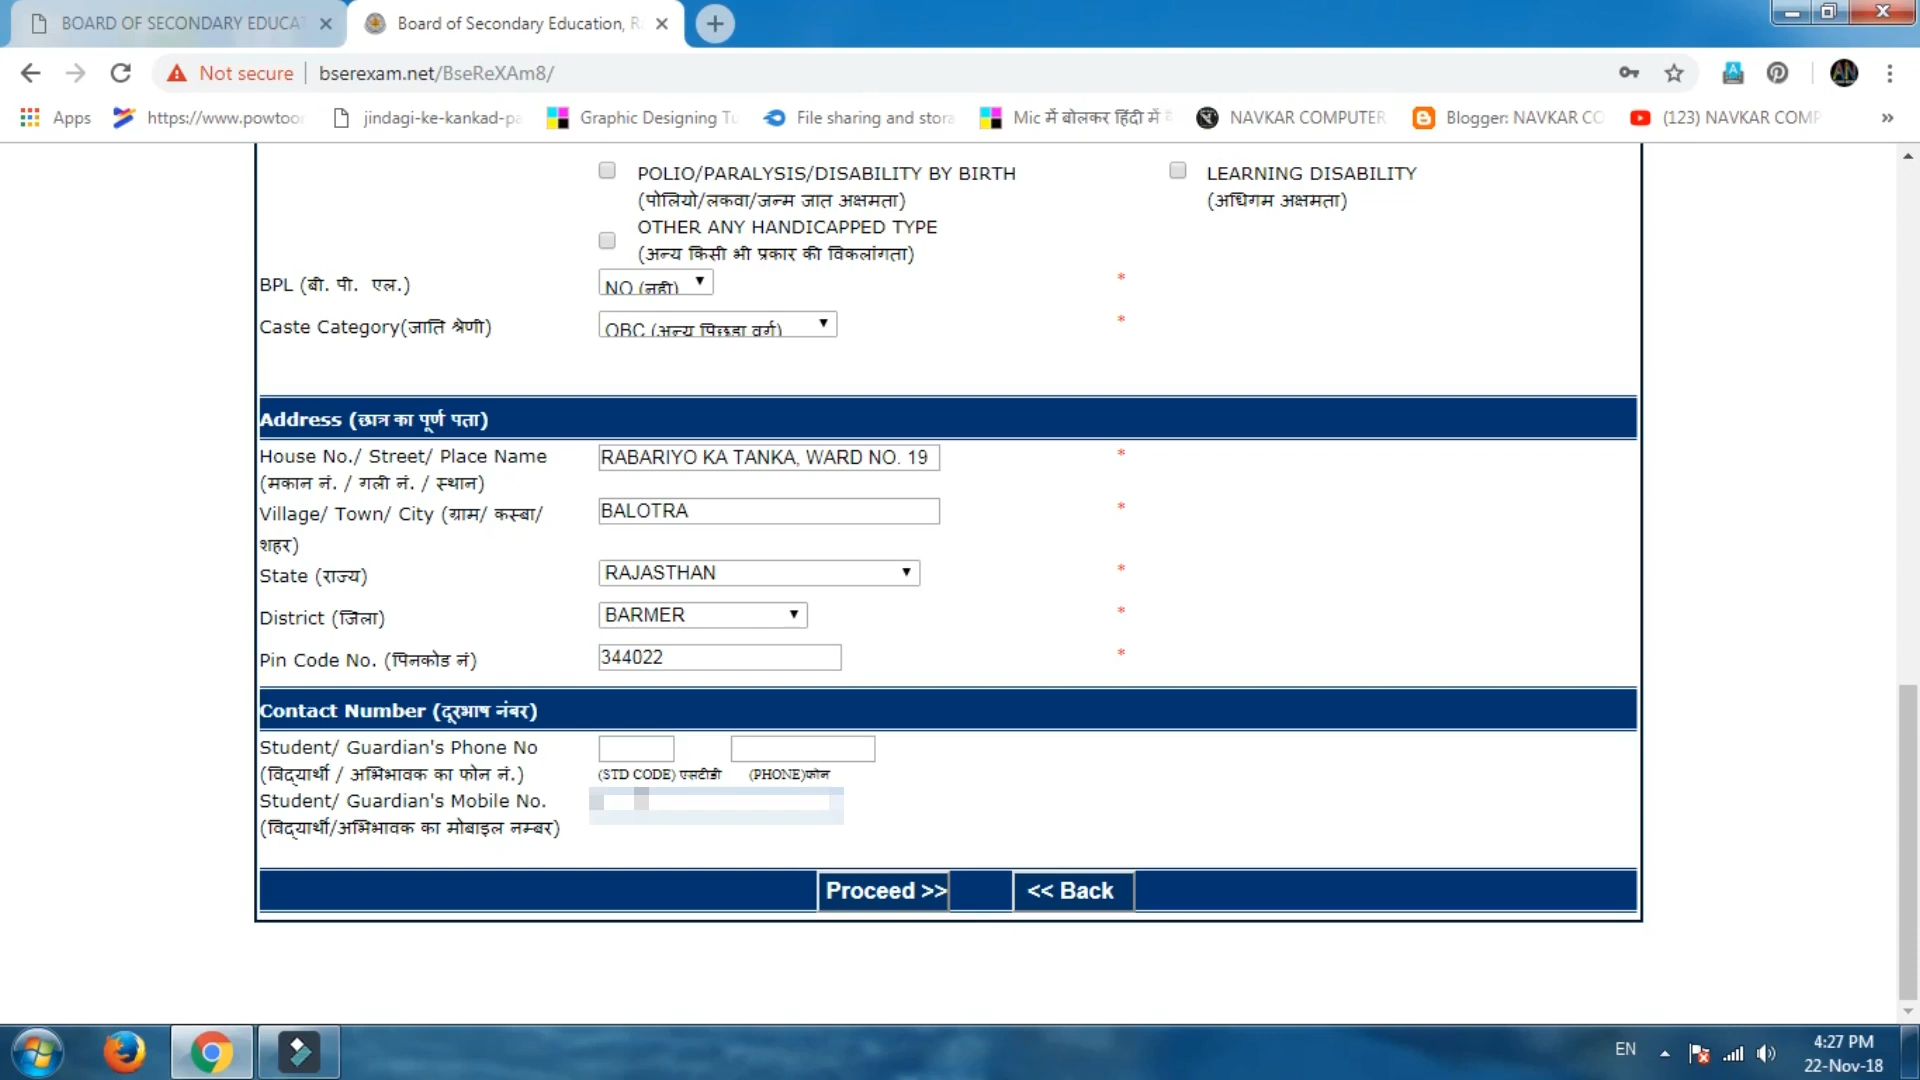 BOARD OF SECONDARY EDUCA
Board of Secondary Education, R
Not secure
bserexam.net/BseReXAm8/
Apps
https://www.powtoo
jindagi-ke-kankad-pa
Graphic Designing Tu
File sharing and stora
Mic में बोलकर हिंदी में
NAVKAR COMPUTER
Blogger: NAVKAR CO
(123) NAVKAR COMP
»
POLIO/PARALYSIS/DISABILITY BY BIRTH
(पोलियो/लकवा/जन्म जात अक्षमता)
LEARNING DISABILITY
(अधिगम अक्षमता)
OTHER ANY HANDICAPPED TYPE
(अन्य किसी भी प्रकार की विकलांगता)
BPL (बी. पी. एल.)
NO (नही)
*
Caste Category(जाति श्रेणी)
OBC (अन्य पिछडा वर्ग)
*
Address (छात्र का पूर्ण पता)
House No./ Street/ Place Name
(मकान नं. / गली नं. / स्थान)
RABARIYO KA TANKA, WARD NO. 19
*
Village/ Town/ City (ग्राम/ कस्बा/
शहर)
BALOTRA
*
State (राज्य)
RAJASTHAN
*
District (जिला)
BARMER
*
Pin Code No. (पिनकोड नं)
344022
*
Contact Number (दूरभाष नंबर)
Student/ Guardian's Phone No
(विद्यार्थी / अभिभावक का फोन नं.)
(STD CODE) एसटीडी
(PHONE)फोन
Student/ Guardian's Mobile No.
(विद्यार्थी/अभिभावक का मोबाइल नम्बर)
Proceed >>
<< Back
EN
4:27 PM
22-Nov-18